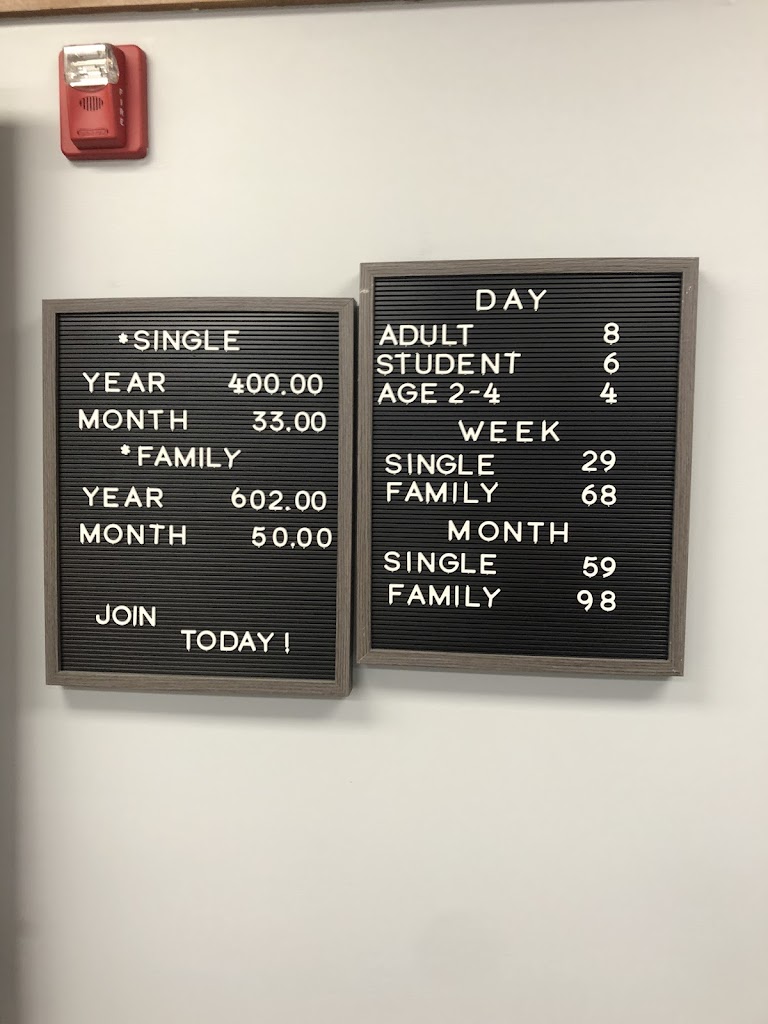 FIRE
*SINGLE
YEAR 400.00
MONTH 33.00
*FAMILY
YEAR 602.00
MONTH 50.00
JOIN
TODAY!
DAY
ADULT 8
STUDENT 6
AGE 2-4 4
WEEK
SINGLE 29
FAMILY 68
MONTH
SINGLE 59
FAMILY 98